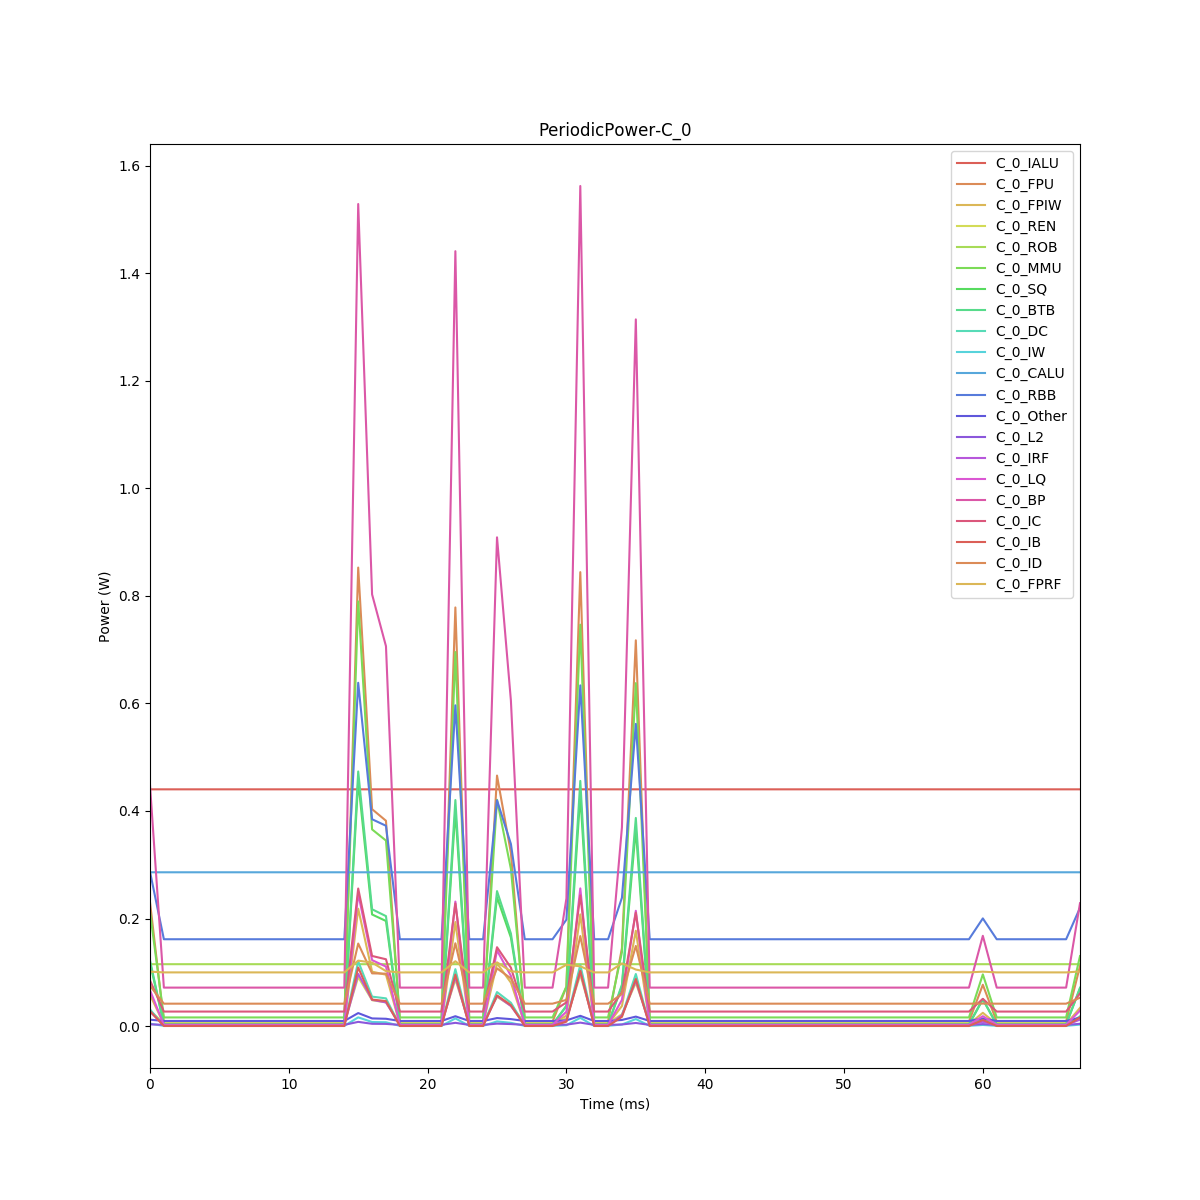 PeriodicPower-C_0
1.6
1.4
1.2
1.0
0.8
0.6
0.4
0.2
0.0
Power (W)
C_0_IALU
C_0_FPU
C_0_FPIW
C_0_REN
C_0_ROB
C_0_MMU
C_0_SQ
C_0_BTB
C_0_DC
C_0_IW
C_0_CALU
C_0_RBB
C_0_Other
C_0_L2
C_0_IRF
C_0_LQ
C_0_BP
C_0_IC
C_0_IB
C_0_ID
C_0_FPRF
0 10 20 30 40 50 60
Time (ms)